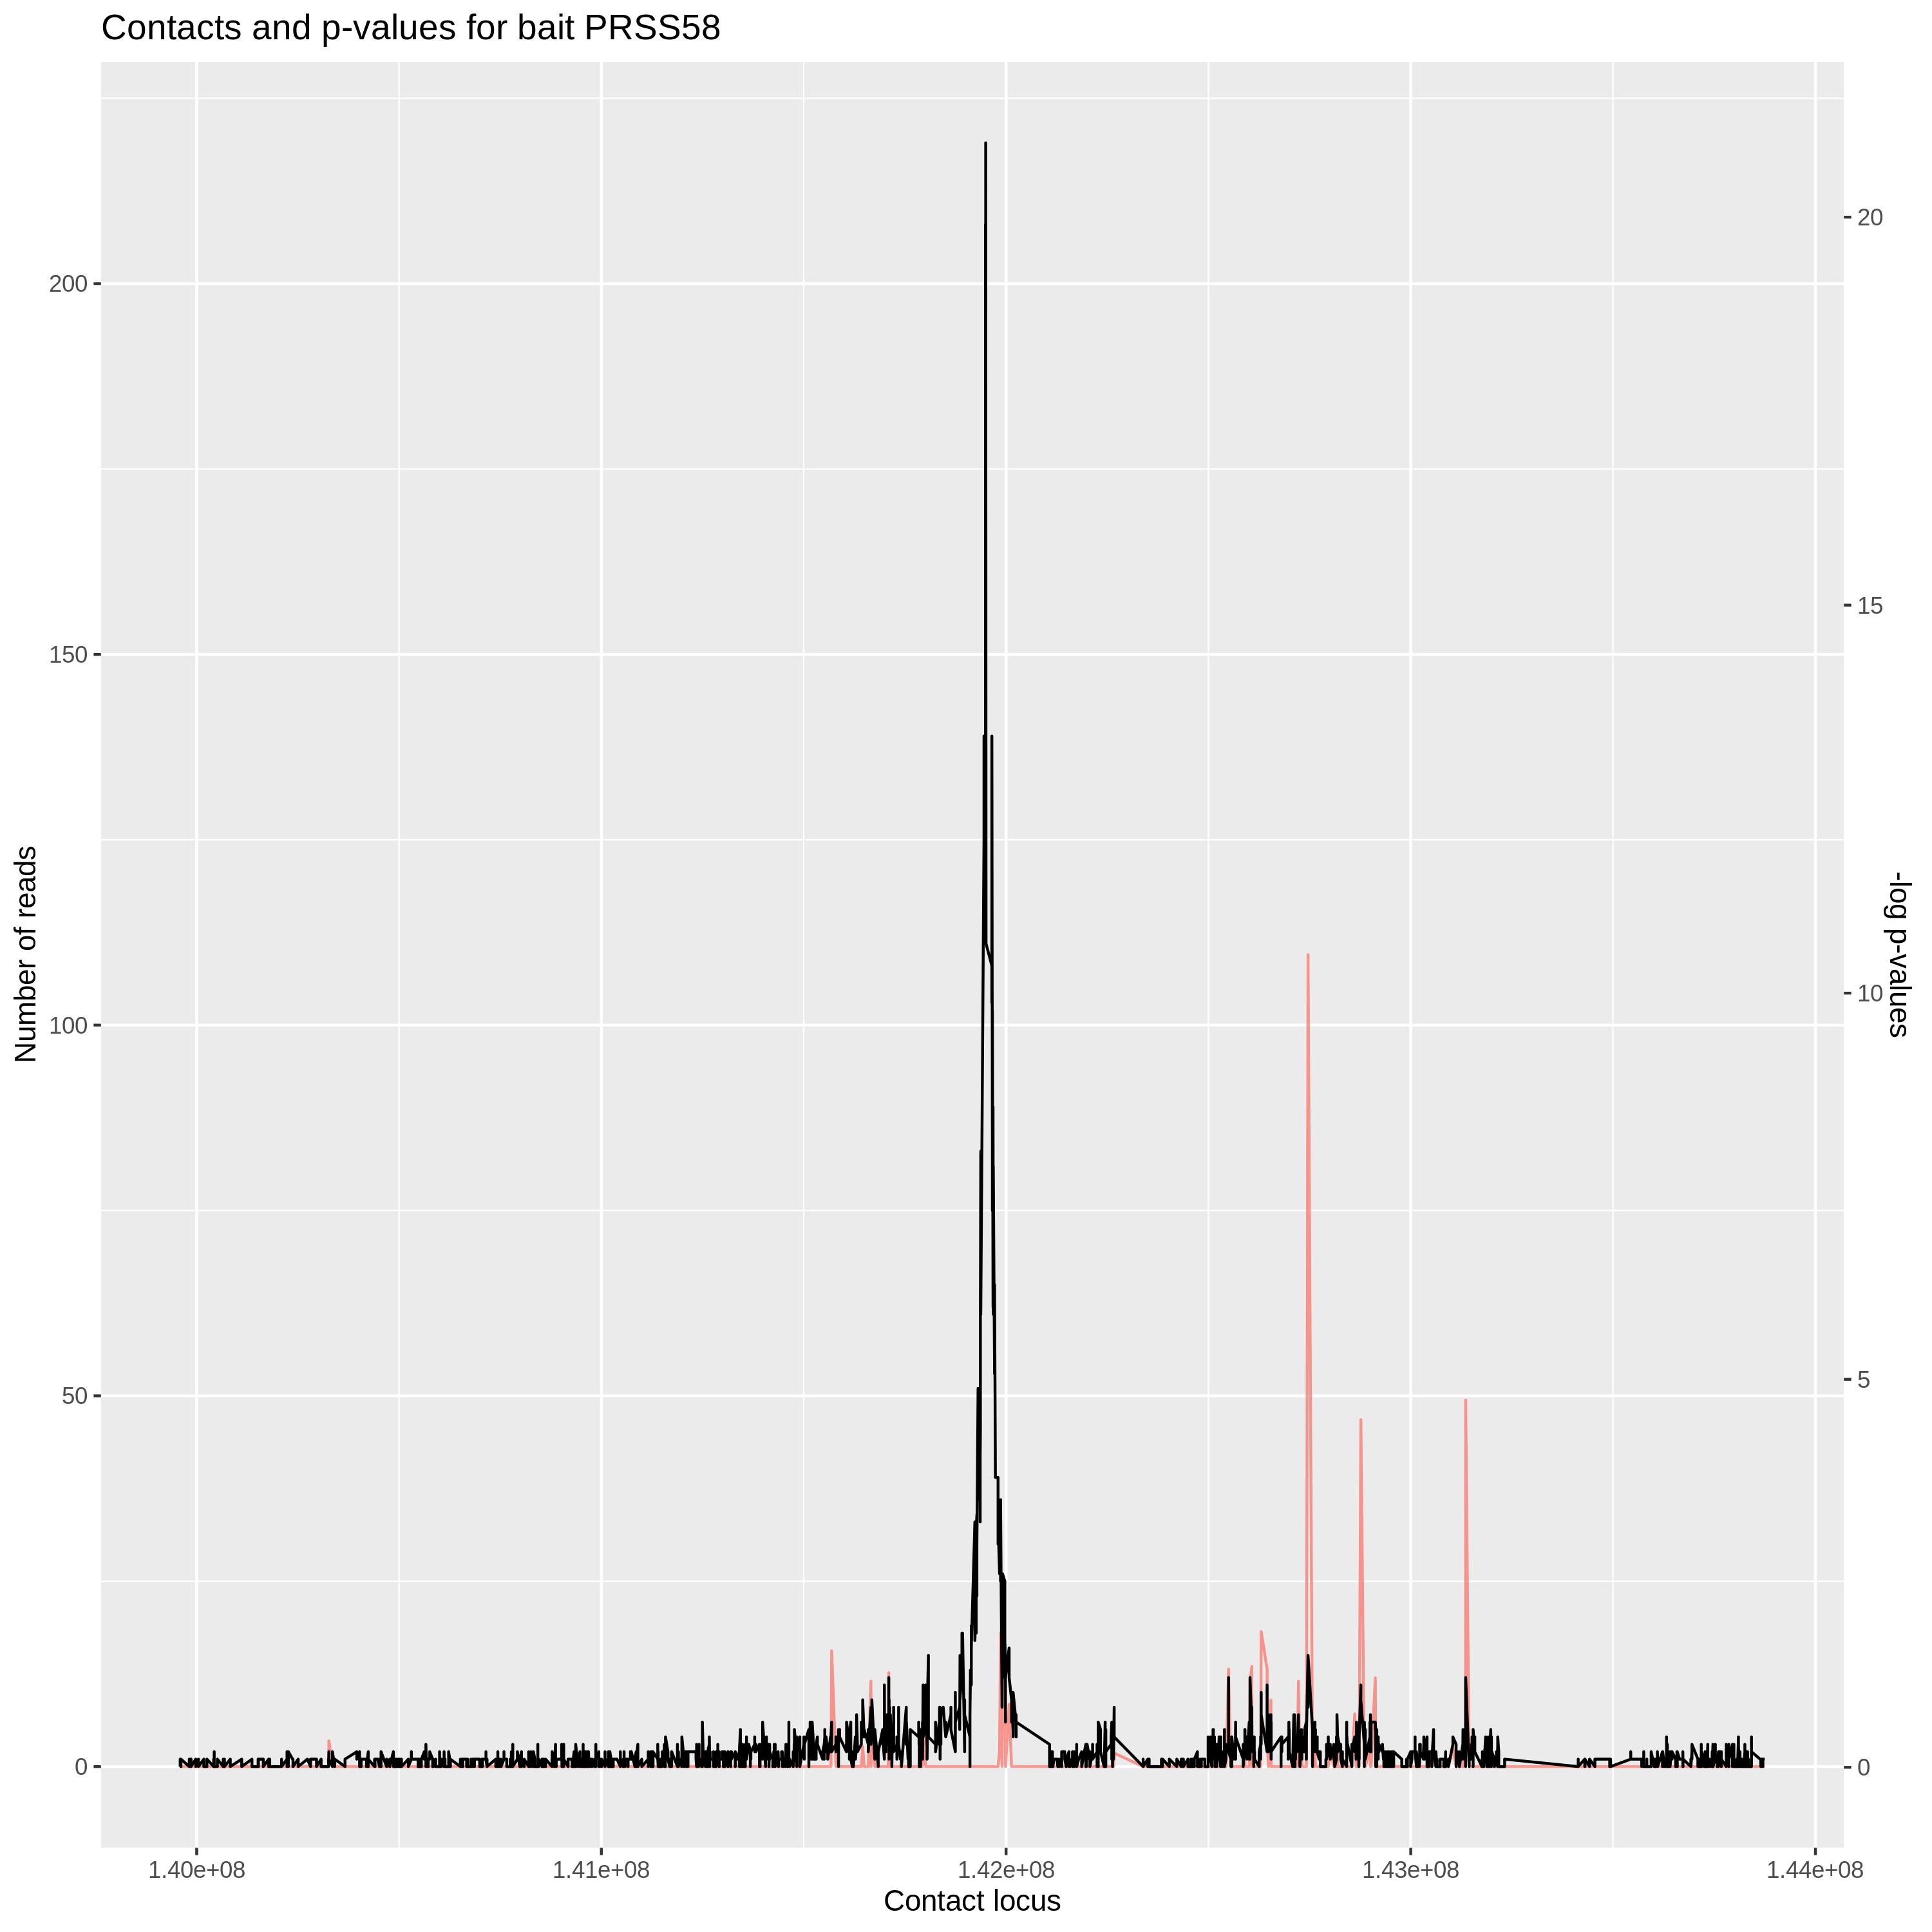 Contacts and p-values for bait PRSS58
Number of reads
200
150
100
50
0
20
15
10
5
0
-log p-values
1.40e+08
1.41e+08
1.42e+08
1.43e+08
1.44e+08
Contact locus